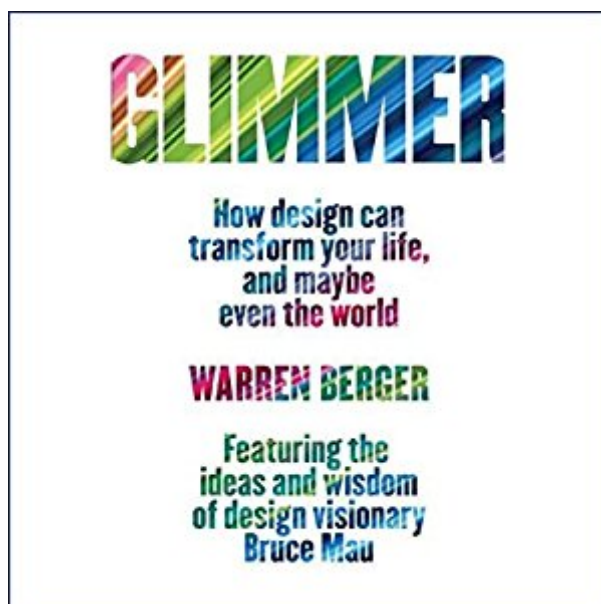 GLIMMER
How design can
transform your life,
and maybe
even the world
WARREN BERGER
Featuring the
ideas and wisdom
of design visionary
Bruce Mau